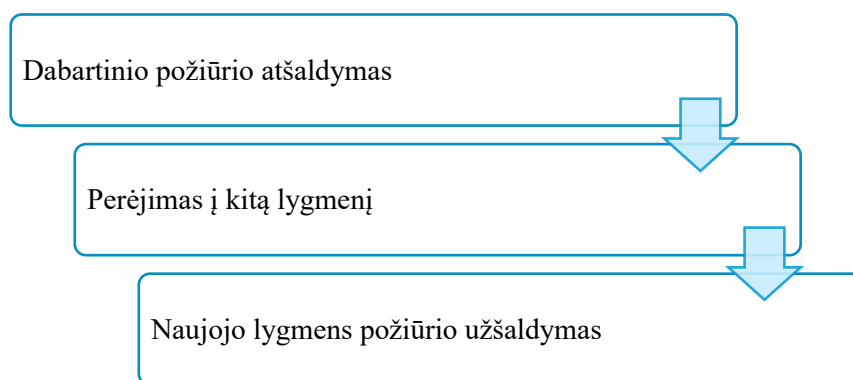 Dabartinio požiūrio atšaldymas
Perėjimas į kitą lygmenį
Naujojo lygmens požiūrio užšaldymas